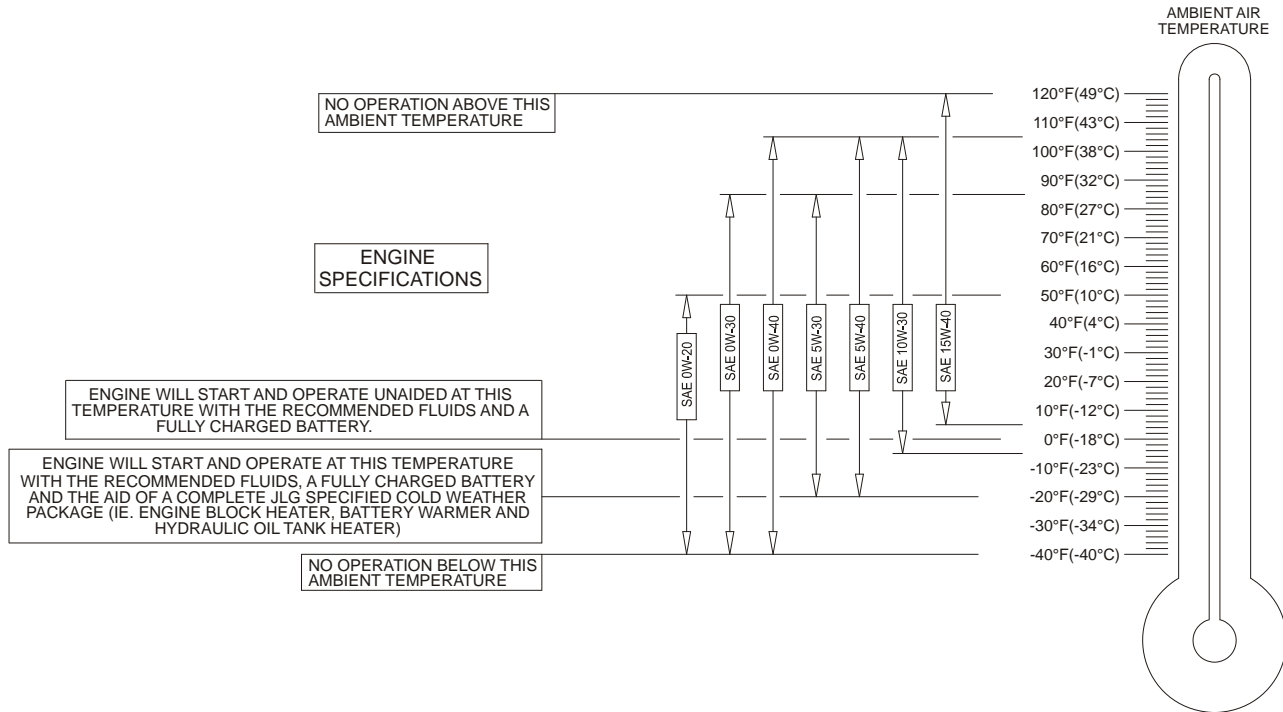 AMBIENT AIR
TEMPERATURE
NO OPERATION ABOVE THIS
AMBIENT TEMPERATURE
120°F(49°C)
110°F(43°C)
100°F(38°C)
90°F(32°C)
80°F(27°C)
70°F(21°C)
60°F(16°C)
50°F(10°C)
40°F(4°C)
30°F(-1°C)
20°F(-7°C)
10°F(-12°C)
0°F(-18°C)
-10°F(-23°C)
-20°F(-29°C)
-30°F(-34°C)
-40°F(-40°C)
ENGINE
SPECIFICATIONS
SAE 0W-20
SAE 0W-30
SAE 0W-40
SAE 5W-30
SAE 5W-40
SAE 10W-30
SAE 15W-40
ENGINE WILL START AND OPERATE UNAIDED AT THIS
TEMPERATURE WITH THE RECOMMENDED FLUIDS AND A
FULLY CHARGED BATTERY.
ENGINE WILL START AND OPERATE AT THIS TEMPERATURE
WITH THE RECOMMENDED FLUIDS, A FULLY CHARGED BATTERY
AND THE AID OF A COMPLETE JLG SPECIFIED COLD WEATHER
PACKAGE (IE. ENGINE BLOCK HEATER, BATTERY WARMER AND
HYDRAULIC OIL TANK HEATER)
NO OPERATION BELOW THIS
AMBIENT TEMPERATURE